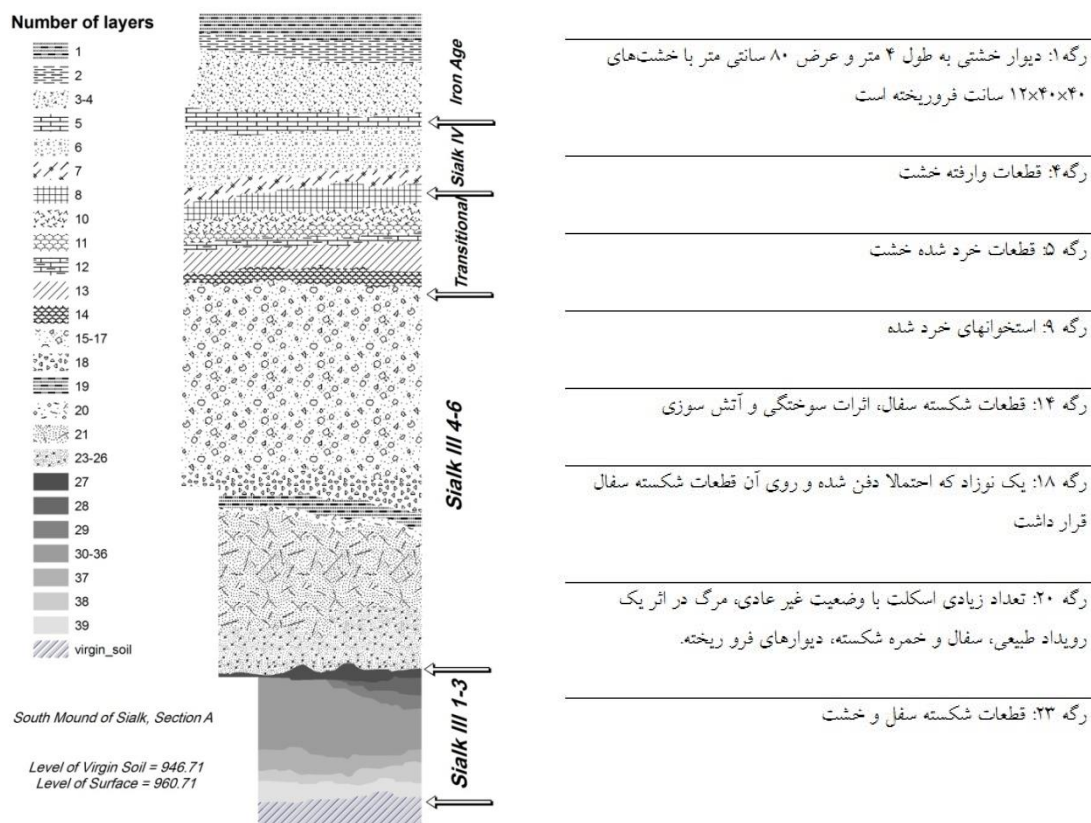 Number of layers
1
2
3-4
5
6
7
8
10
11
12
13
14
15-17
18
19
20
21
23-26
27
28
29
30-36
37
38
39
virgin_soil
South Mound of Sialk, Section A
Level of Virgin Soil = 946.71
Level of Surface = 960.71
Iron Age
Sialk IV
Transitional
Sialk III 4-6
Sialk III 1-3
رگه۱: دیوار خشتی به طول ۴ متر و عرض ۸۰ سانتی متر با خشت‌های
۱۲×۴۰×۴۰ سانت فروریخته است
رگه۴: قطعات وارفته خشت
رگه ۵: قطعات خرد شده خشت
رگه ۹: استخوانهای خرد شده
رگه ۱۴: قطعات شکسته سفال، اثرات سوختگی و آتش سوزی
رگه ۱۸: یک نوزاد که احتمالا دفن شده و روی آن قطعات شکسته سفال
قرار داشت
رگه ۲۰: تعداد زیادی اسکلت با وضعیت غیر عادی، مرگ در اثر یک
رویداد طبیعی، سفال و خمره شکسته، دیوارهای فرو ریخته.
رگه ۲۳: قطعات شکسته سفل و خشت